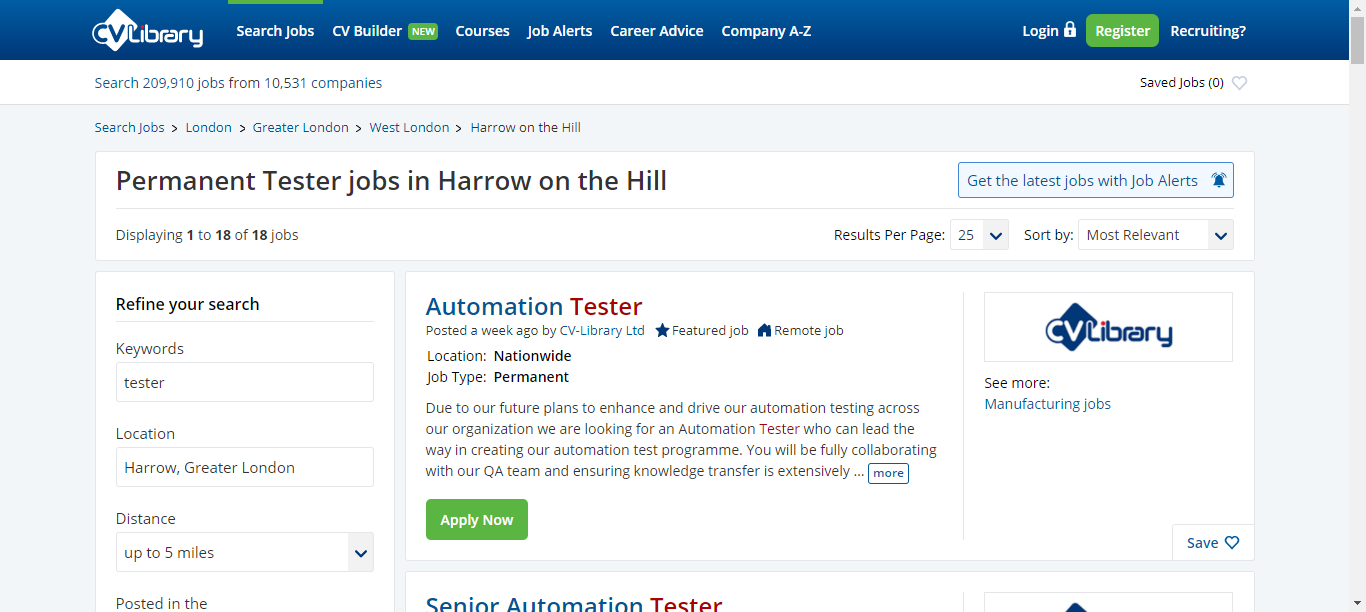 CVLibrary
Search Jobs
CV Builder NEW
Courses
Job Alerts
Career Advice
Company A-Z
Login
Register
Recruiting?
Search 209,910 jobs from 10,531 companies
Saved Jobs (0)
Search Jobs > London > Greater London > West London > Harrow on the Hill
Permanent Tester jobs in Harrow on the Hill
Get the latest jobs with Job Alerts
Displaying 1 to 18 of 18 jobs
Results Per Page: 25
Sort by: Most Relevant
Refine your search
Keywords
tester
Location
Harrow, Greater London
Distance
up to 5 miles
Posted in the
Automation Tester
Posted a week ago by CV-Library Ltd Featured job Remote job
Location: Nationwide
Job Type: Permanent
Due to our future plans to enhance and drive our automation testing across
our organization we are looking for an Automation Tester who can lead the
way in creating our automation test programme. You will be fully collaborating
with our QA team and ensuring knowledge transfer is extensively ... more
Apply Now
CVLibrary
See more:
Manufacturing jobs
Save
Senior Automation Tester